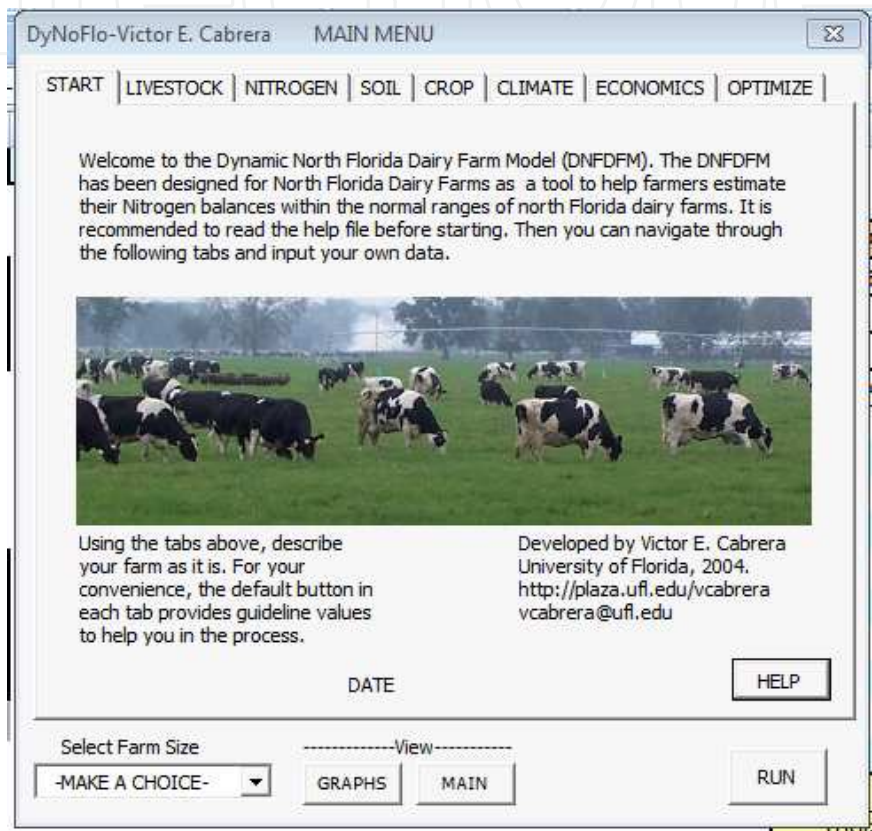 DyNoFlo-Victor E. Cabrera MAIN MENU
START LIVESTOCK NITROGEN SOIL CROP CLIMATE ECONOMICS OPTIMIZE
Welcome to the Dynamic North Florida Dairy Farm Model (DNFDFM). The DNFDFM
has been designed for North Florida Dairy Farms as a tool to help farmers estimate
their Nitrogen balances within the normal ranges of north Florida dairy farms. It is
recommended to read the help file before starting. Then you can navigate through
the following tabs and input your own data.
Using the tabs above, describe
your farm as it is. For your
convenience, the default button in
each tab provides guideline values
to help you in the process.
Developed by Victor E. Cabrera
University of Florida, 2004.
http://plaza.ufl.edu/vcabrera
vcabrera@ufl.edu
DATE
HELP
Select Farm Size
-MAKE A CHOICE-
-------------View-----------
GRAPHS MAIN
RUN